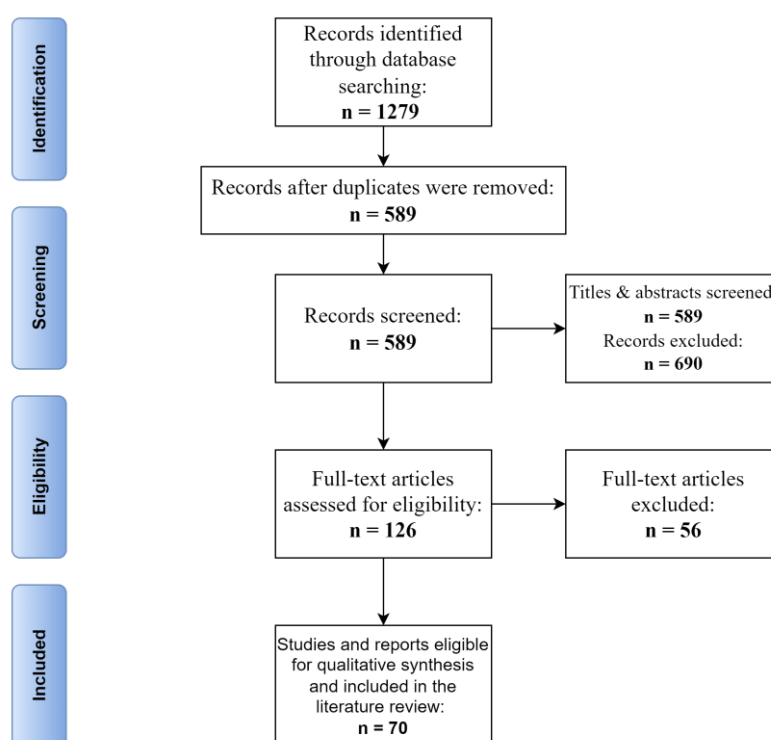 Identification
Records identified
through database
searching:
n = 1279
Records after duplicates were removed:
n = 589
Screening
Records screened:
n = 589
Titles & abstracts screened
n = 589
Records excluded:
n = 690
Eligibility
Full-text articles
assessed for eligibility:
n = 126
Full-text articles
excluded:
n = 56
Included
Studies and reports eligible
for qualitative synthesis
and included in the
literature review:
n = 70